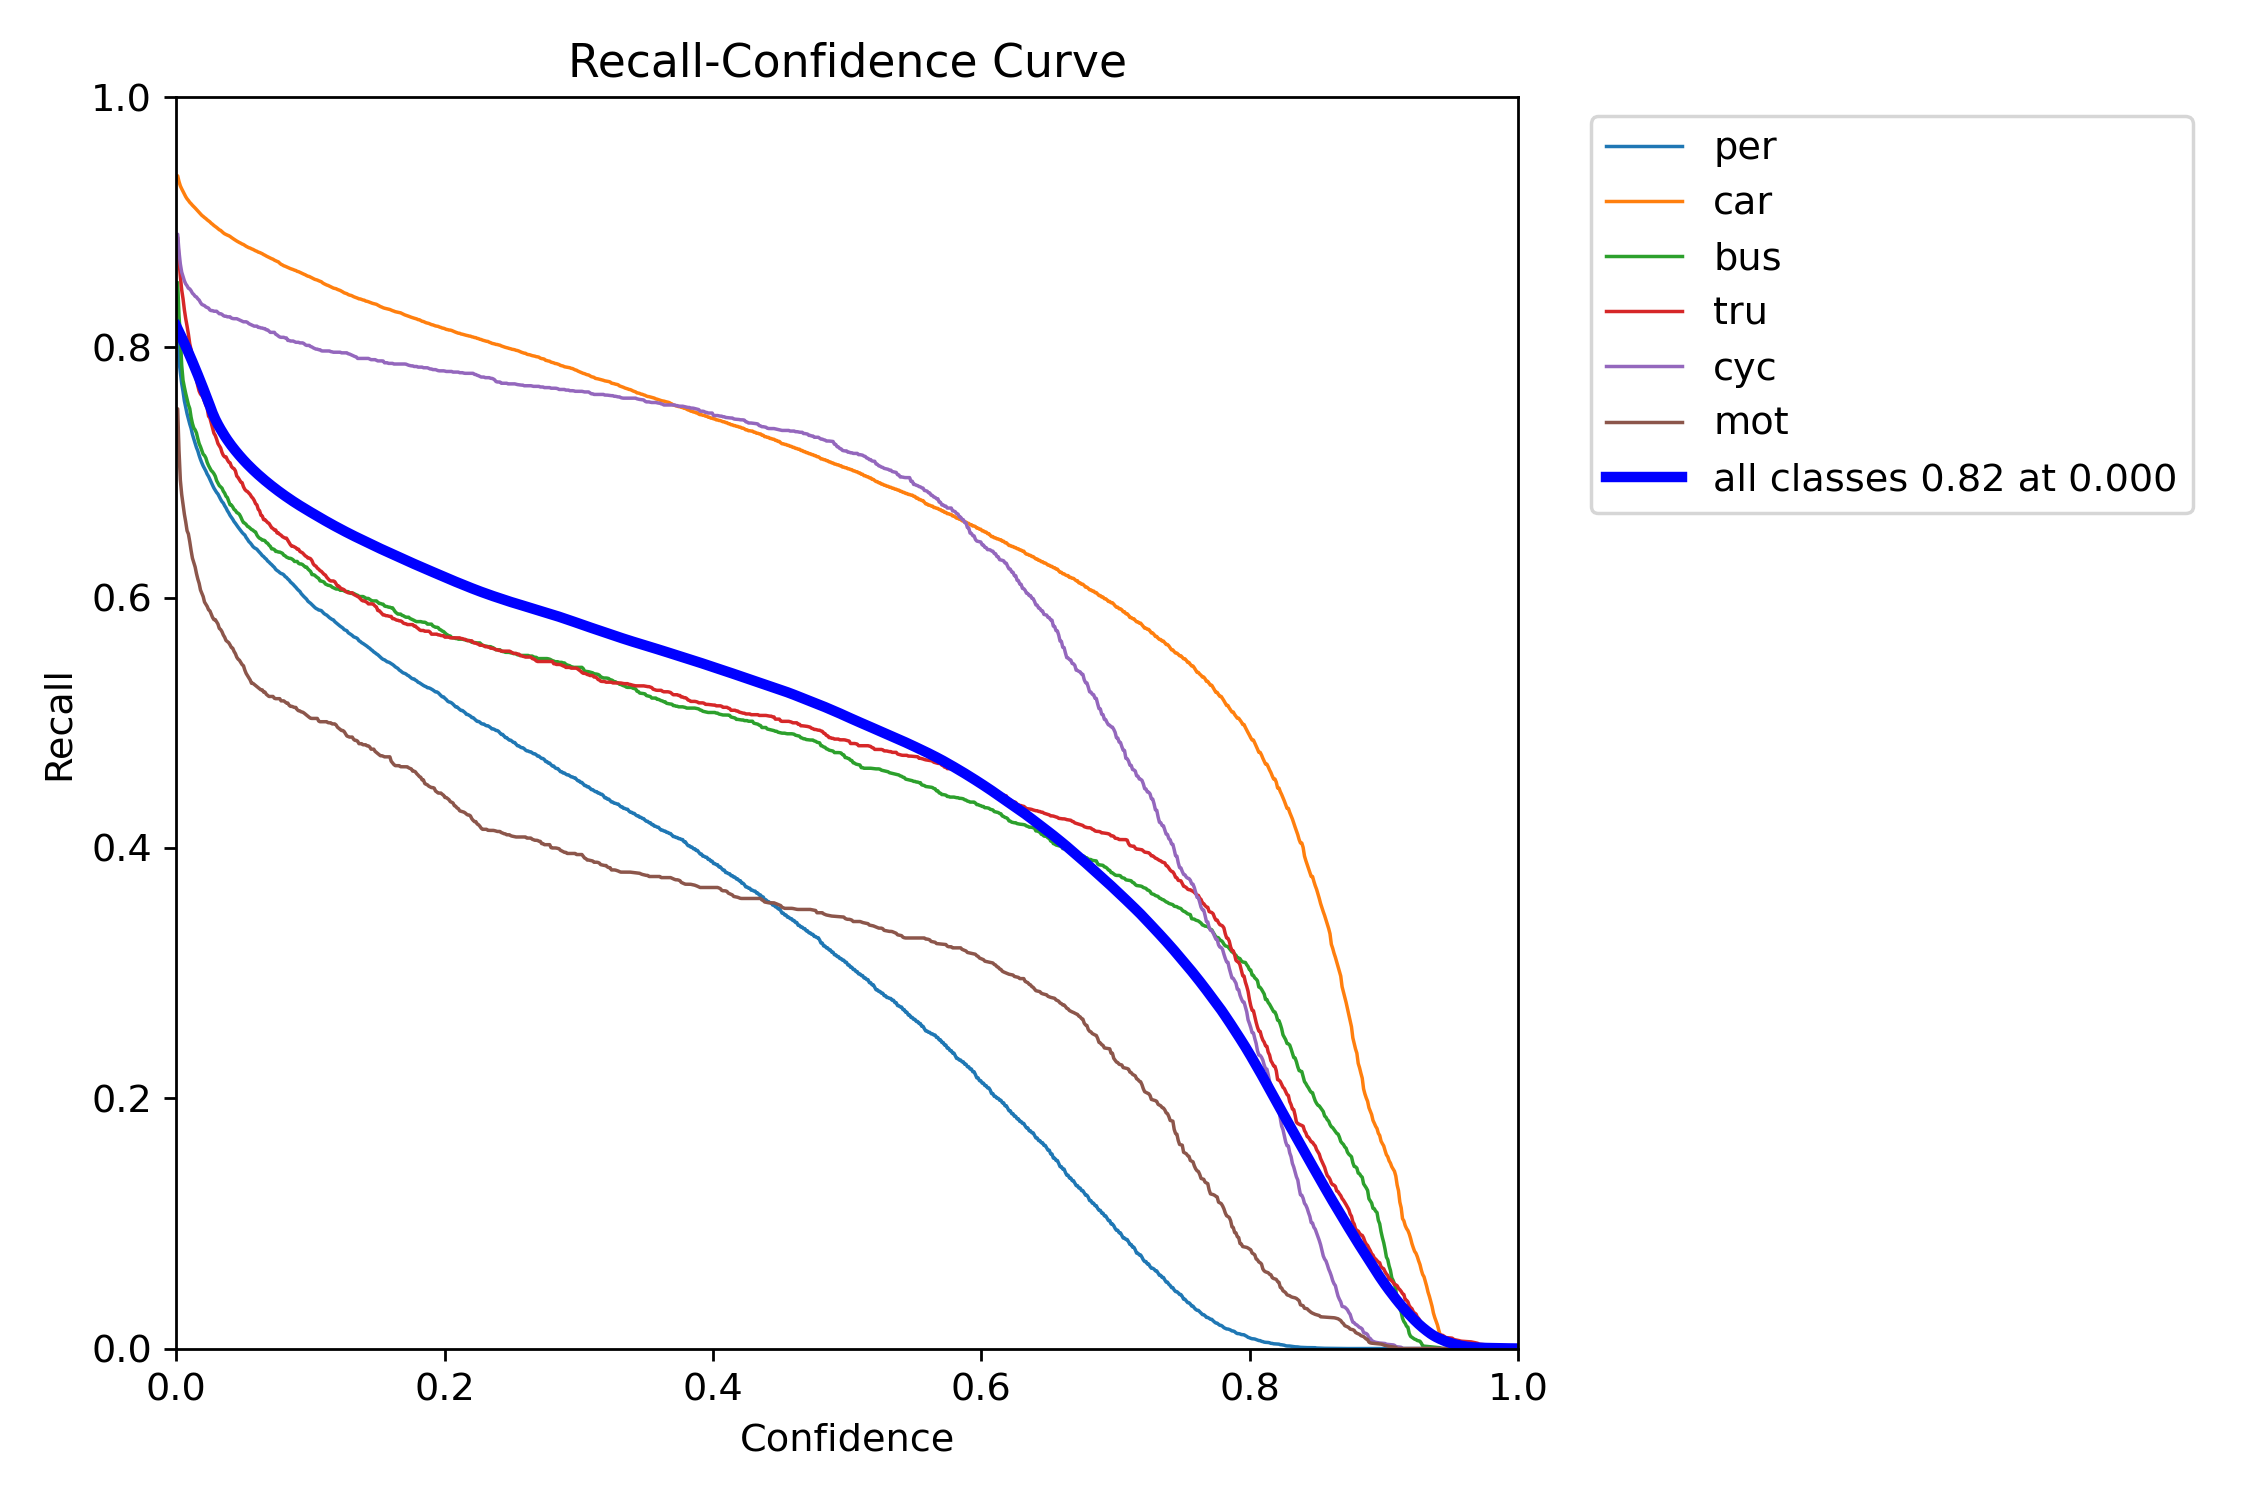 Recall-Confidence Curve
1.0
0.8
0.6
0.4
0.2
0.0
Recall
0.0 0.2 0.4 0.6 0.8 1.0
Confidence
per
car
bus
tru
cyc
mot
all classes 0.82 at 0.000